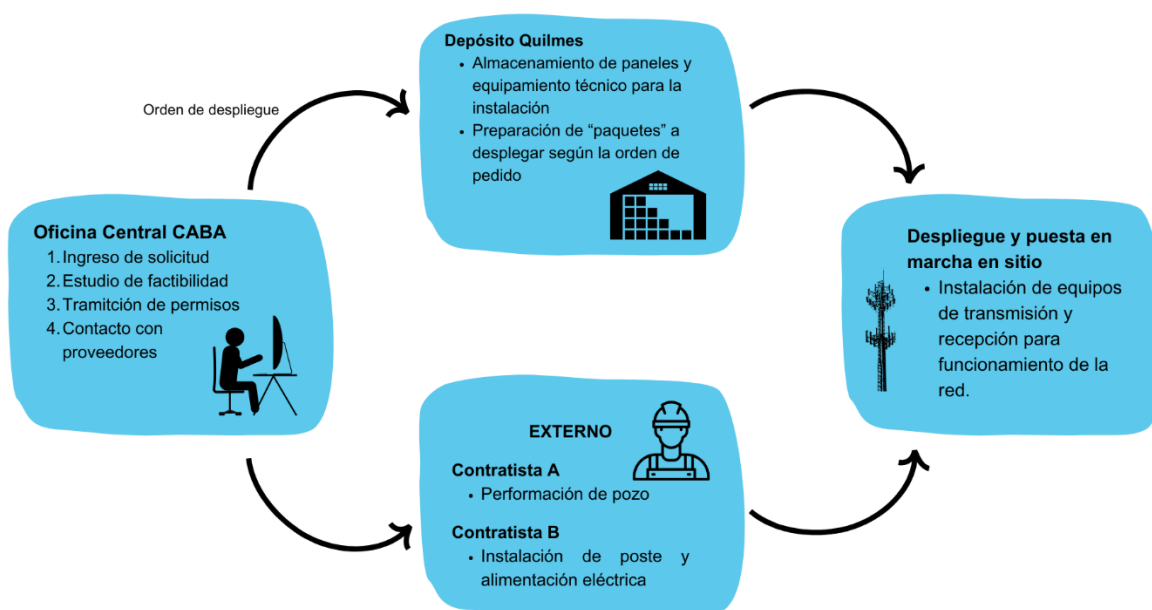 Orden de despliegue
Depósito Quilmes
• Almacenamiento de paneles y
equipamiento técnico para la
instalación
• Preparación de “paquetes” a
desplegar según la orden de
pedido
Oficina Central CABA
1. Ingreso de solicitud
2. Estudio de factibilidad
3. Tramitción de permisos
4. Contacto con
proveedores
EXTERNO
Contratista A
• Performación de pozo
Contratista B
• Instalación de poste y
alimentación eléctrica
Despliegue y puesta en
marcha en sitio
• Instalación de equipos
de transmisión y
recepción para
funcionamiento de la
red.